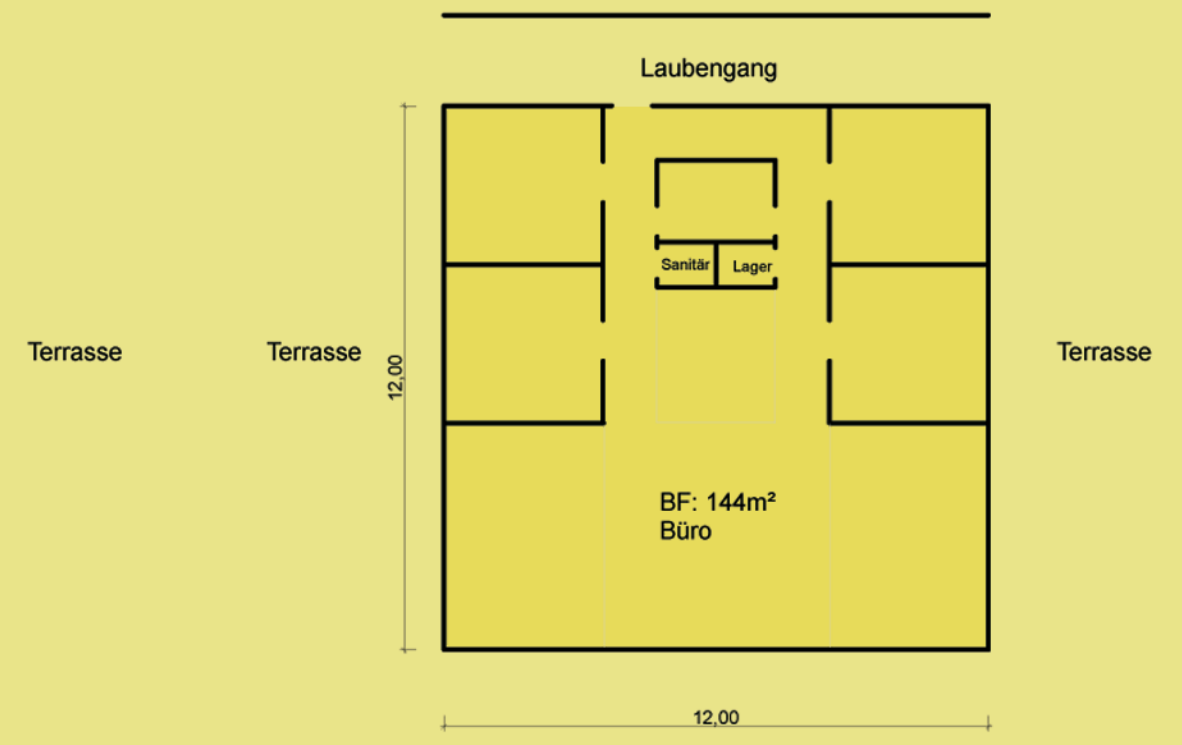 Laubengang
Sanitär
Lager
Terrasse
Terrasse
Terrasse
12,00
BF: 144m²
Büro
12,00